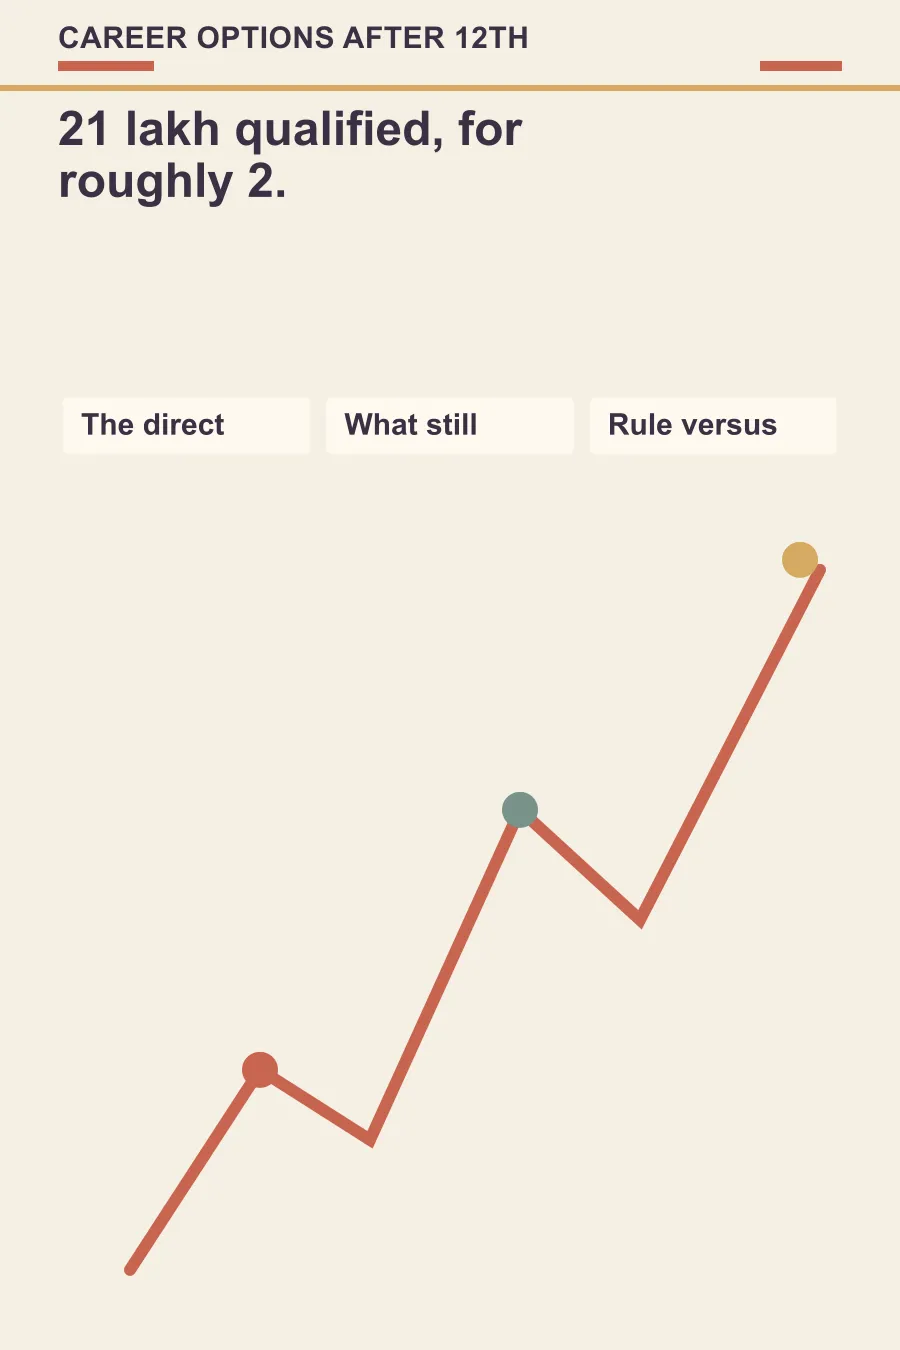 CAREER OPTIONS AFTER 12TH
21 lakh qualified, for
roughly 2.
The direct
What still
Rule versus